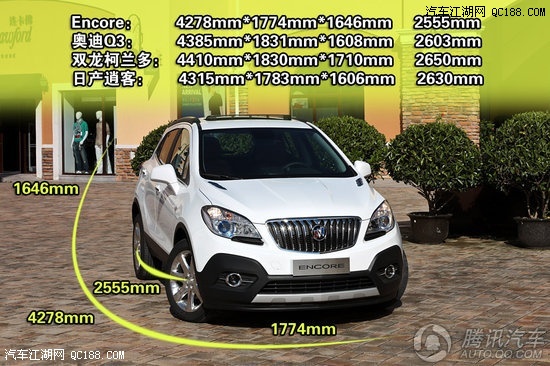 汽车江湖网 QC188.COM
Encore： 4278mm*1774mm*1646mm 2555mm
奥迪Q3： 4385mm*1831mm*1608mm 2603mm
双龙柯兰多： 4410mm*1830mm*1710mm 2650mm
日产逍客： 4315mm*1783mm*1606mm 2630mm
ARRIVAL
1646mm
ENCORE
2555mm
4278mm
1774mm
汽车江湖网 QC188.COM
腾讯汽车
AUTO.QQ.COM